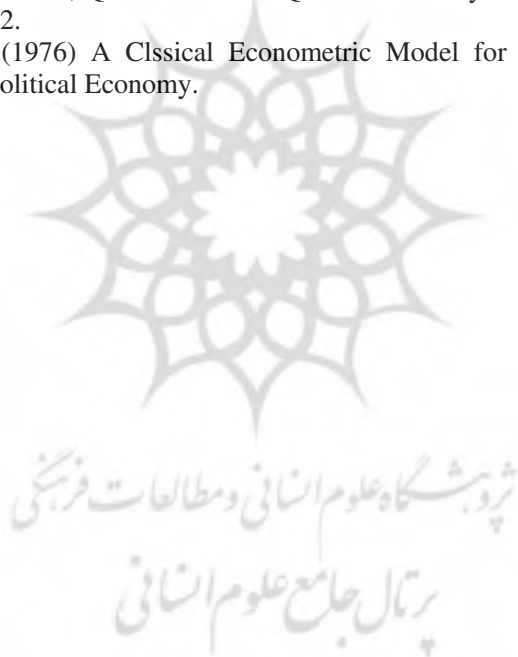 2.
(1976) A Clssical Econometric Model for
olitical Economy.
پژوهشگاه علوم انسانی و مطالعات فرهنگی
پرتال جامع علوم انسانی